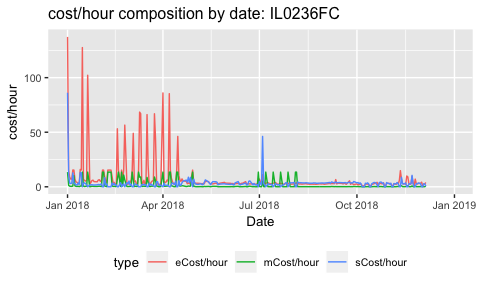 cost/hour composition by date: IL0236FC
cost/hour
100
50
0
Jan 2018 Apr 2018 Jul 2018 Oct 2018 Jan 2019
Date
type eCost/hour mCost/hour sCost/hour